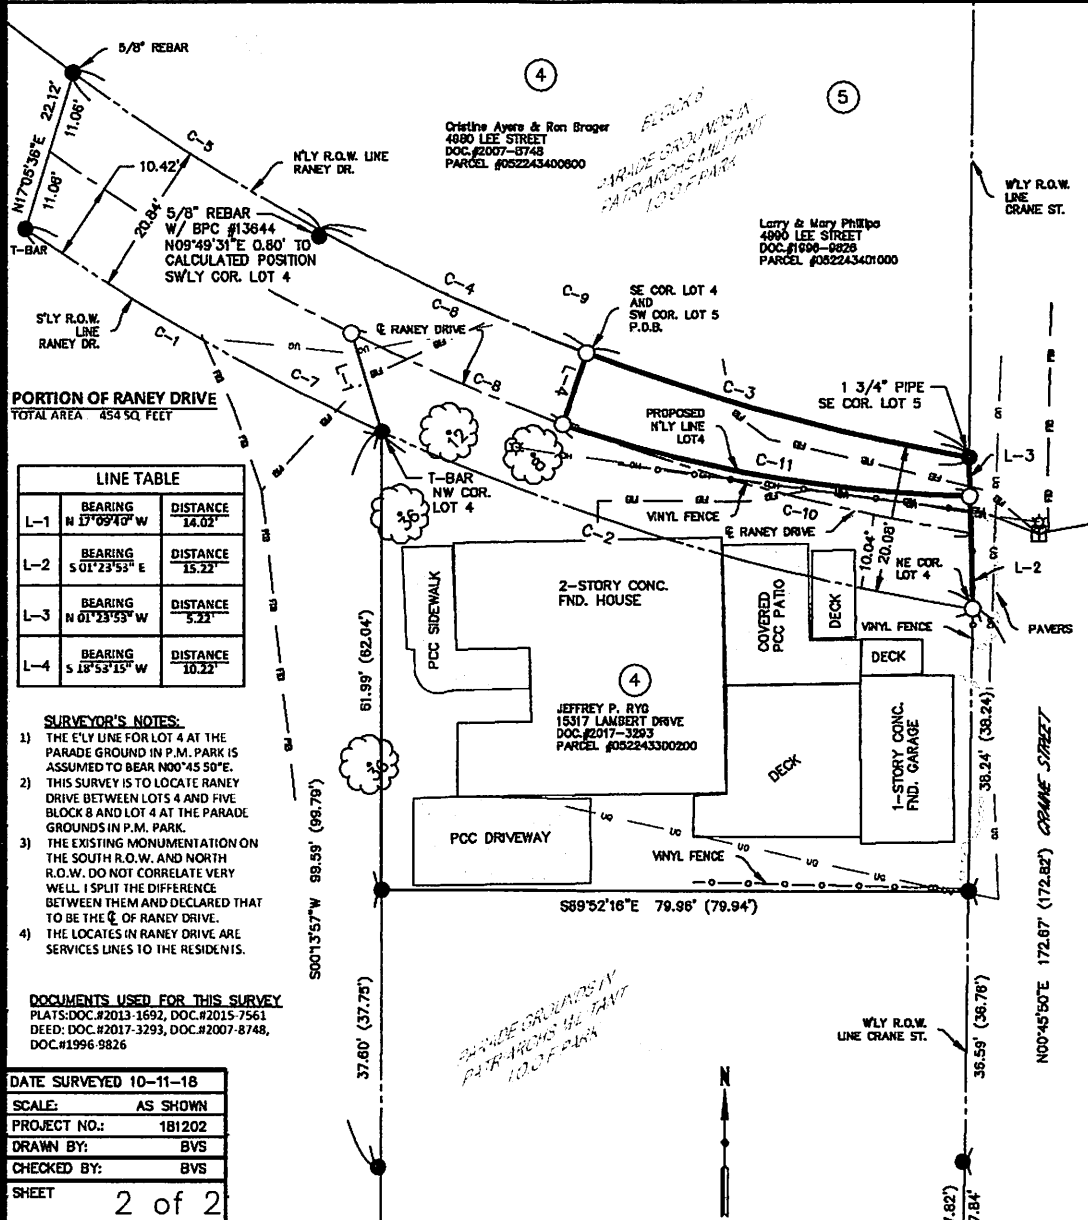 5/8" REBAR
N17°05'36"E 22.12'
11.06'
11.06'
C-5
10.42'
20.84'
N'LY R.O.W. LINE
RANEY DR.
T-BAR
5/8" REBAR
W/ BPC #13644
N09°49'31"E 0.80' TO
CALCULATED POSITION
SW'LY COR. LOT 4
S'LY R.O.W.
LINE
RANEY DR.
C-1
4
Cristine Ayers & Ron Brager
4980 LEE STREET
DOC.#2007-8748
PARCEL #052243400600
BLOCK 8
PARADE GROUNDS IN
PATRIARCHS MILITANT
I.O.O.F PARK
5
Larry & Mary Phillips
4990 LEE STREET
DOC.#1996-9826
PARCEL #052243401000
W'LY R.O.W.
LINE
CRANE ST.
C-4
C-8
C-9
SE COR. LOT 4
AND
SW COR. LOT 5
P.O.B.
℄ RANEY DRIVE
UO
UO
FIB
FIB
L-1
C-7
C-8
L-4
C-3
1 3/4" PIPE
SE COR. LOT 5
PROPOSED
N'LY LINE
LOT4
C-11
L-3
12"
8"
36"
36"
T-BAR
NW COR.
LOT 4
VINYL FENCE
℄ RANEY DRIVE
C-10
C-2
10.04'
20.08'
NE COR.
LOT 4
L-2
PAVERS
VINYL FENCE
PORTION OF RANEY DRIVE
TOTAL AREA 454 SQ. FEET
LINE TABLE
L-1 BEARING N 17°09'40" W DISTANCE 14.02'
L-2 BEARING S 01°23'53" E DISTANCE 15.22'
L-3 BEARING N 01°23'53" W DISTANCE 5.22'
L-4 BEARING S 18°53'15" W DISTANCE 10.22'
PCC SIDEWALK
2-STORY CONC.
FND. HOUSE
COVERED
PCC PATIO
DECK
DECK
4
JEFFREY P. RYG
15317 LAMBERT DRIVE
DOC.#2017-3293
PARCEL #052243300200
DECK
1-STORY CONC.
FND. GARAGE
PCC DRIVEWAY
VINYL FENCE
UO
UO
UO
UO
61.99' (62.04')
S00°13'57"W 99.59' (99.79')
37.60' (37.75')
S89°52'16"E 79.96' (79.94')
38.24' (38.24)
CRANE STREET
N00°45'50"E 172.67' (172.82')
36.59' (36.76')
W'LY R.O.W.
LINE CRANE ST.
PARADE GROUNDS IN
PATRIARCHS MILITANT
I.O.O.F PARK
N
7.82')
7.84'
SURVEYOR'S NOTES:
1) THE E'LY LINE FOR LOT 4 AT THE
PARADE GROUND IN P.M. PARK IS
ASSUMED TO BEAR N00°45 50"E.
2) THIS SURVEY IS TO LOCATE RANEY
DRIVE BETWEEN LOTS 4 AND FIVE
BLOCK 8 AND LOT 4 AT THE PARADE
GROUNDS IN P.M. PARK.
3) THE EXISTING MONUMENTATION ON
THE SOUTH R.O.W. AND NORTH
R.O.W. DO NOT CORRELATE VERY
WELL. I SPLIT THE DIFFERENCE
BETWEEN THEM AND DECLARED THAT
TO BE THE ℄ OF RANEY DRIVE.
4) THE LOCATES IN RANEY DRIVE ARE
SERVICES LINES TO THE RESIDENTS.
DOCUMENTS USED FOR THIS SURVEY
PLATS:DOC.#2013-1692, DOC.#2015-7561
DEED: DOC.#2017-3293, DOC.#2007-8748,
DOC.#1996-9826
DATE SURVEYED 10-11-18
SCALE: AS SHOWN
PROJECT NO.: 181202
DRAWN BY: BVS
CHECKED BY: BVS
SHEET 2 of 2